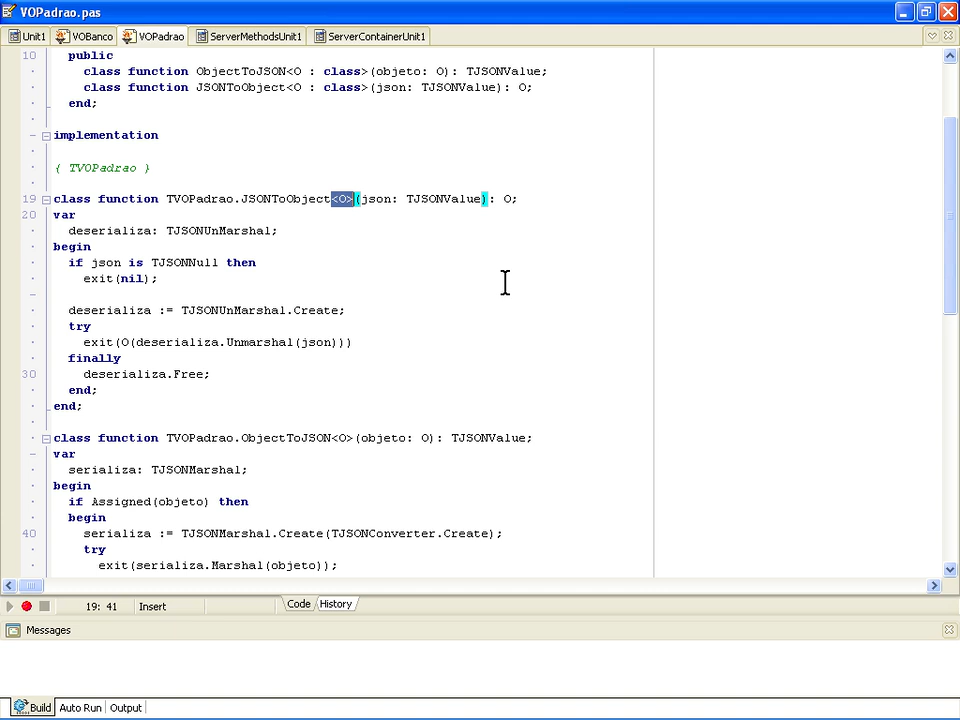 VOPadrao.pas
Unit1 VOBanco VOPadrao ServerMethodsUnit1 ServerContainerUnit1
10 public
class function ObjectToJSON<O : class>(objeto: O): TJSONValue;
class function JSONToObject<O : class>(json: TJSONValue): O;
end;
implementation
{ TVOPadrao }
19 class function TVOPadrao.JSONToObject<O>(json: TJSONValue): O;
20 var
deserializa: TJSONUnMarshal;
begin
if json is TJSONNull then
exit(nil);
deserializa := TJSONUnMarshal.Create;
try
exit(O(deserializa.Unmarshal(json)))
finally
30 deserializa.Free;
end;
end;
class function TVOPadrao.ObjectToJSON<O>(objeto: O): TJSONValue;
var
serializa: TJSONMarshal;
begin
if Assigned(objeto) then
begin
40 serializa := TJSONMarshal.Create(TJSONConverter.Create);
try
exit(serializa.Marshal(objeto));
19: 41 Insert Code History
Messages
Build Auto Run Output